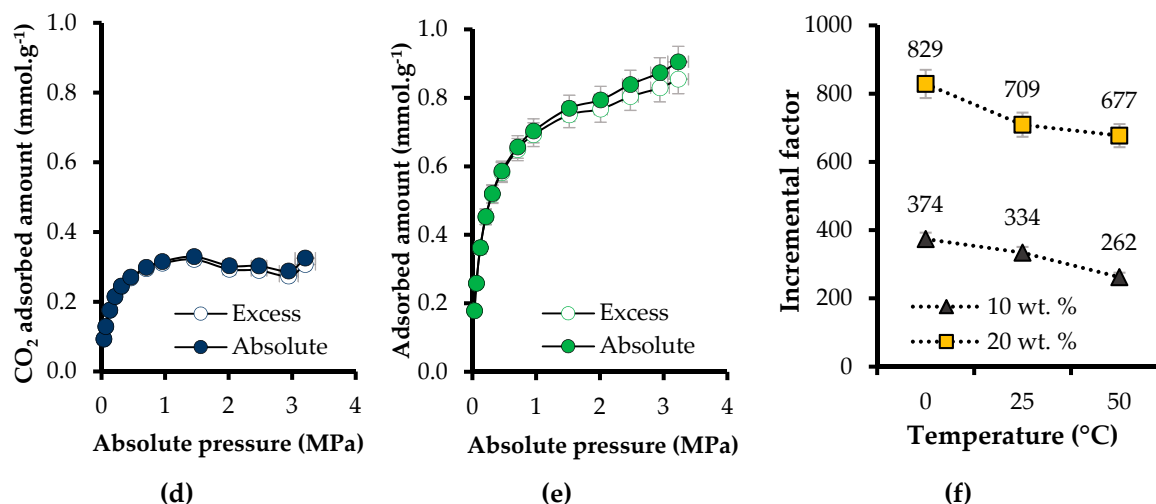 CO₂ adsorbed amount (mmol.g⁻¹)
1.0
0.8
0.6
0.4
0.2
0.0
0 1 2 3 4
Excess
Absolute
Absolute pressure (MPa)
(d)
Adsorbed amount (mmol.g⁻¹)
1.0
0.8
0.6
0.4
0.2
0.0
0 1 2 3 4
Excess
Absolute
Absolute pressure (MPa)
(e)
Incremental factor
1000
800
600
400
200
0
829
709
677
374
334
262
10 wt. %
20 wt. %
0 25 50
Temperature (°C)
(f)